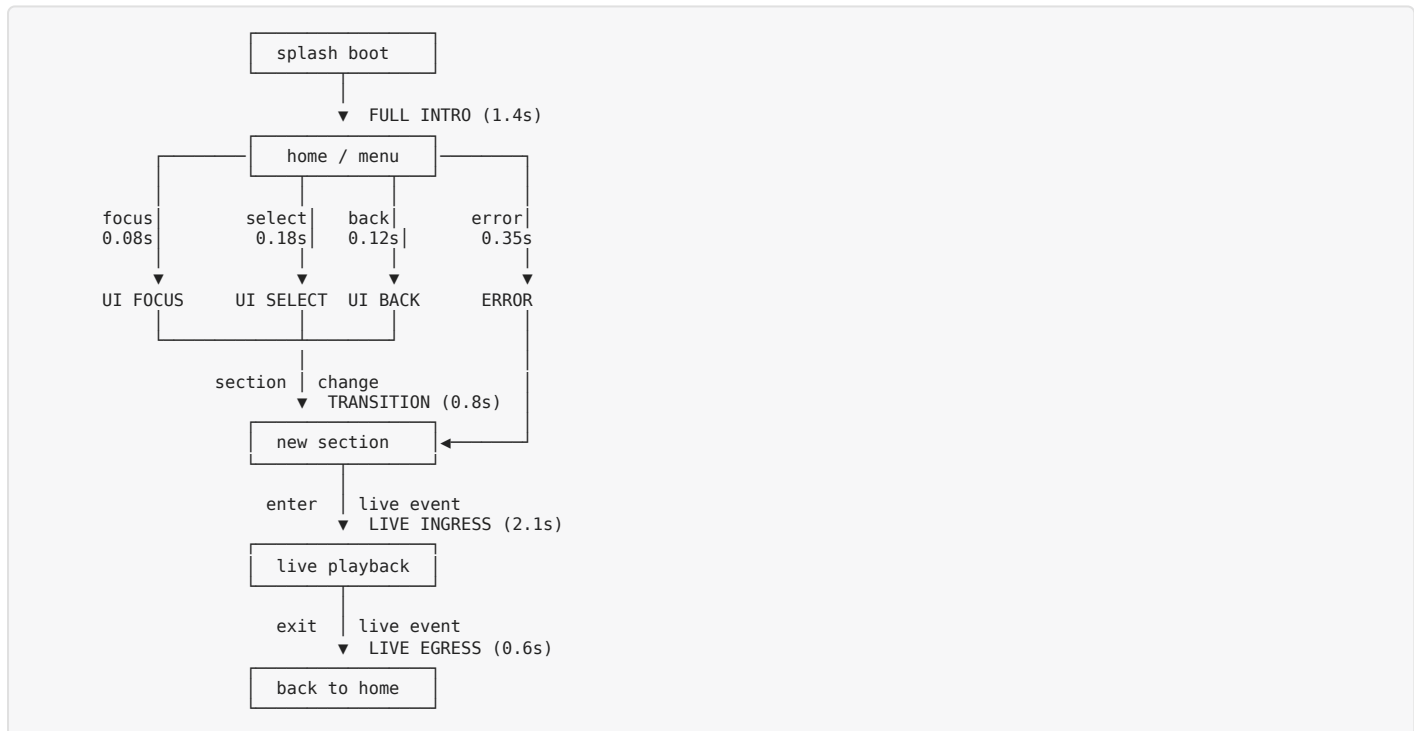 splash boot
▼ FULL INTRO (1.4s)
home / menu
focus select back error
0.08s 0.18s 0.12s 0.35s
▼ ▼ ▼ ▼
UI FOCUS UI SELECT UI BACK ERROR
section change
▼ TRANSITION (0.8s)
new section ◀
enter live event
▼ LIVE INGRESS (2.1s)
live playback
exit live event
▼ LIVE EGRESS (0.6s)
back to home